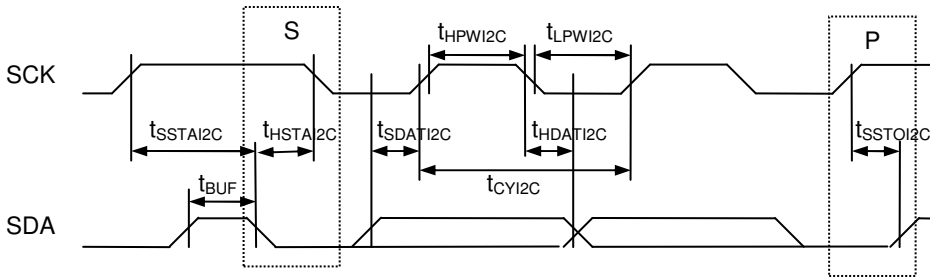 S
P
tHPWI2C
tLPWI2C
SCK
tSSTAI2C
tHSTAI2C
tSDATI2C
tHDATI2C
tSSTOI2C
tBUF
tCYI2C
SDA